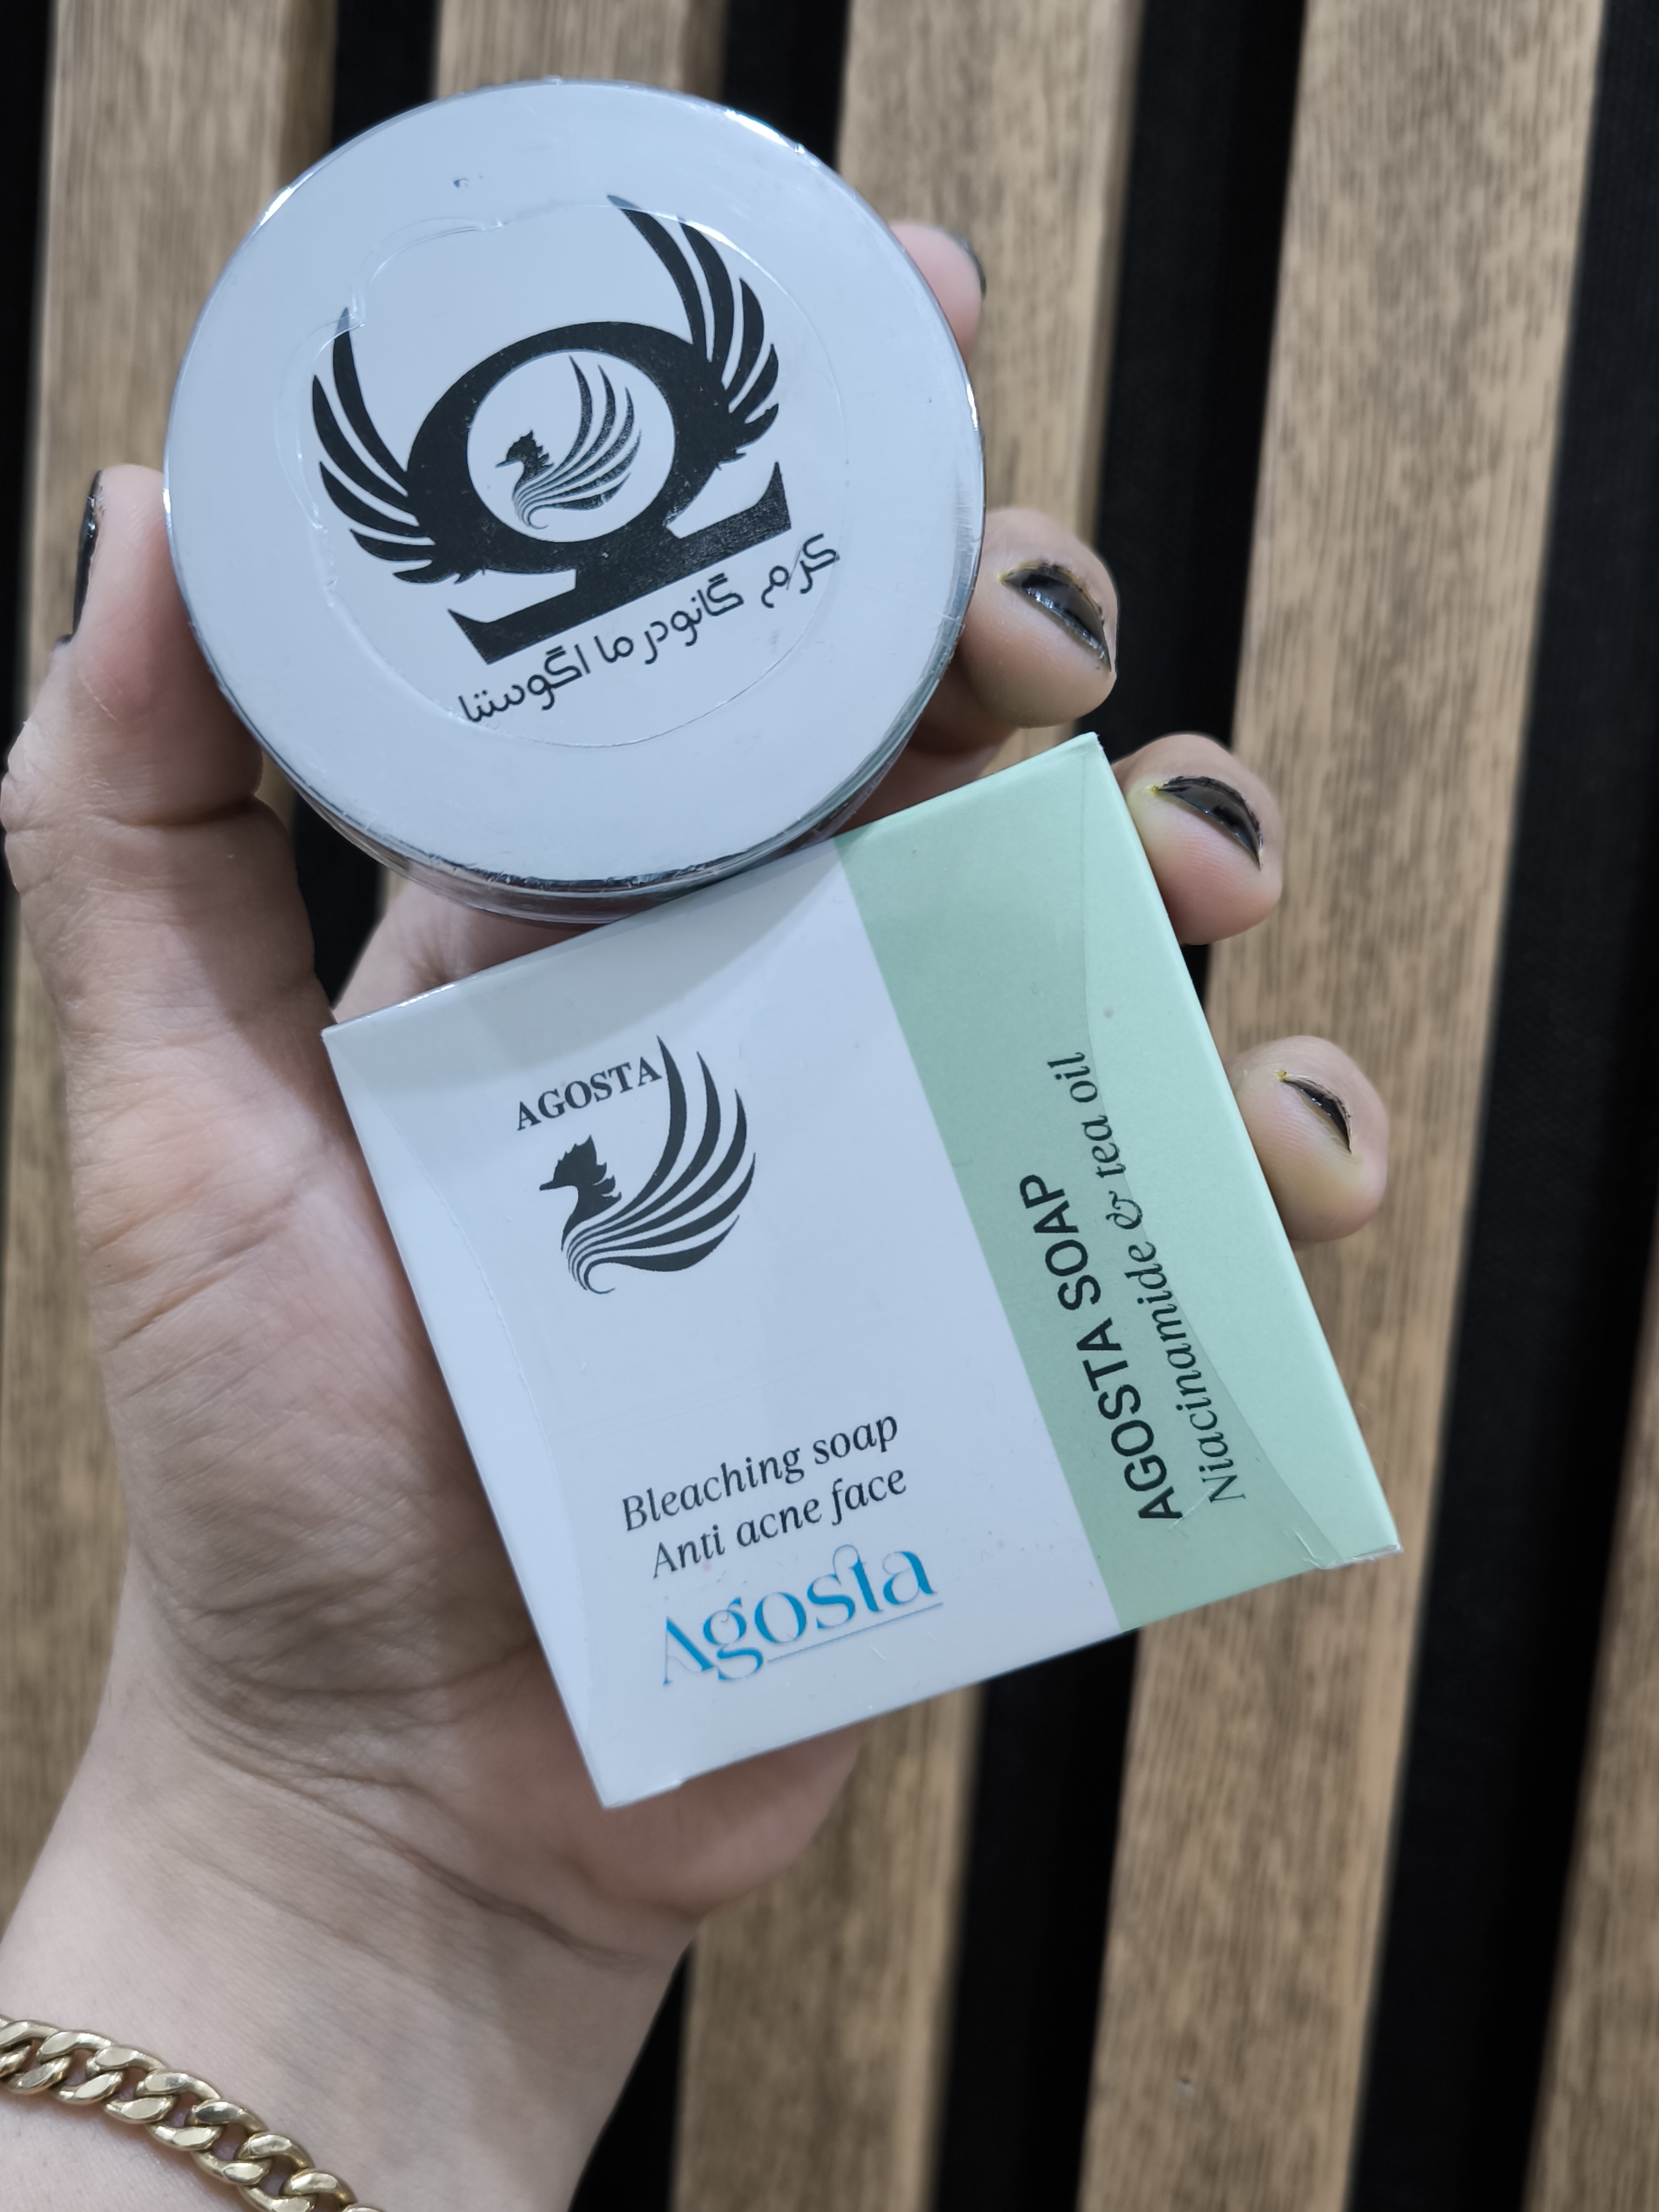 کرم گانودرما اگوستا
AGOSTA
Bleaching soap
Anti acne face
Agosta
AGOSTA SOAP
Niacinamide & tea oil